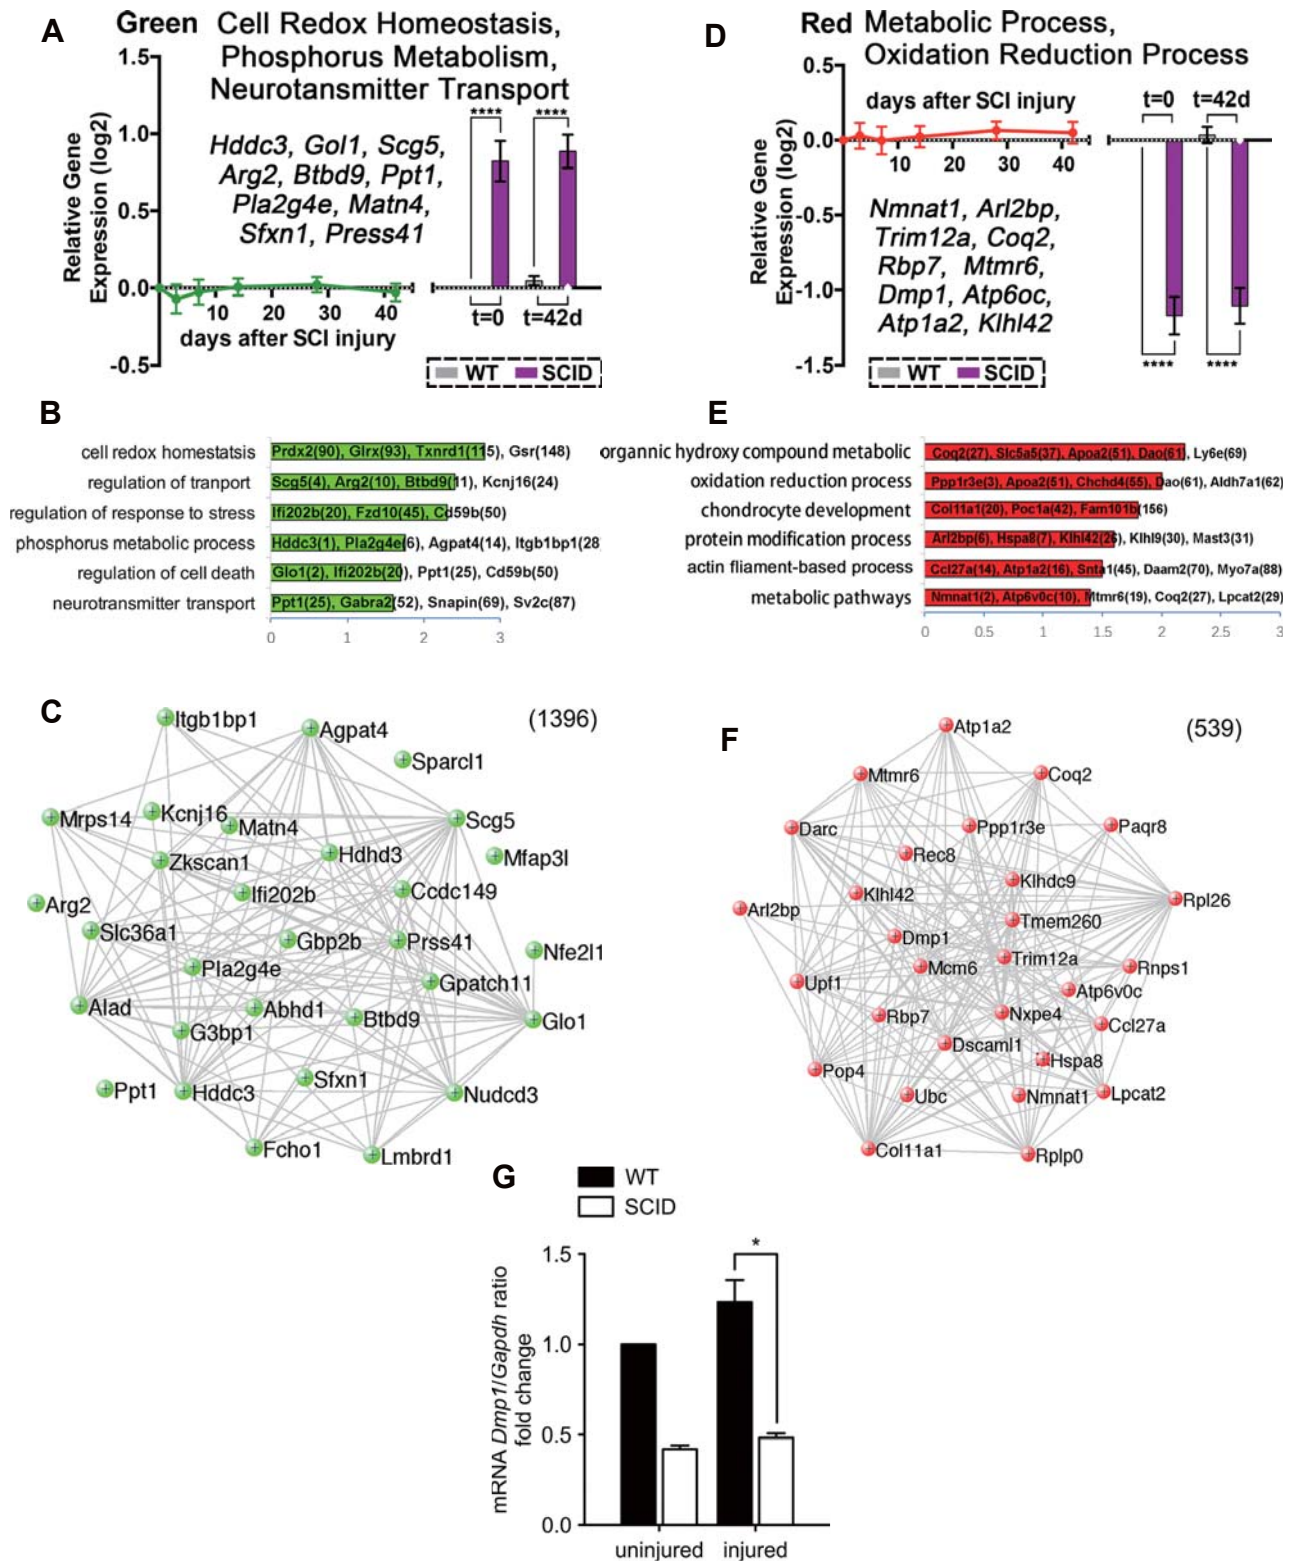 A
Green Cell Redox Homeostasis,
Phosphorus Metabolism,
Neurotansmitter Transport
1.5
1.0
0.5
0.0
-0.5
Relative Gene
Expression (log2)
Hddc3, Gol1, Scg5,
Arg2, Btbd9, Ppt1,
Pla2g4e, Matn4,
Sfxn1, Press41
**** ****
10 20 30 40
days after SCI injury
t=0 t=42d
WT SCID
D
Red Metabolic Process,
Oxidation Reduction Process
0.5
0.0
-0.5
-1.0
-1.5
Relative Gene
Expression (log2)
days after SCI injury
t=0 t=42d
10 20 30 40
Nmnat1, Arl2bp,
Trim12a, Coq2,
Rbp7, Mtmr6,
Dmp1, Atp6oc,
Atp1a2, Klhl42
**** ****
WT SCID
B
cell redox homestatsis Prdx2(90), Glrx(93), Txnrd1(115), Gsr(148)
regulation of tranport Scg5(4), Arg2(10), Btbd9(11), Kcnj16(24)
regulation of response to stress Ifi202b(20), Fzd10(45), Cd59b(50)
phosphorus metabolic process Hddc3(1), Pla2g4e(6), Agpat4(14), Itgb1bp1(28
regulation of cell death Glo1(2), Ifi202b(20), Ppt1(25), Cd59b(50)
neurotransmitter transport Ppt1(25), Gabra2(52), Snapin(69), Sv2c(87)
0 1 2 3 4
E
organnic hydroxy compound metabolic Coq2(27), Slc5a5(37), Apoa2(51), Dao(61), Ly6e(69)
oxidation reduction process Ppp1r3e(3), Apoa2(51), Chchd4(55), Dao(61), Aldh7a1(62)
chondrocyte development Col11a1(20), Poc1a(42), Fam101b(156)
protein modification process Arl2bp(6), Hspa8(7), Klhl42(26), Klhl9(30), Mast3(31)
actin fliament-based process Ccl27a(14), Atp1a2(16), Snta1(45), Daam2(70), Myo7a(88)
metabolic pathways Nmnat1(2), Atp6v0c(10), Mtmr6(19), Coq2(27), Lpcat2(29)
0 0.5 1 1.5 2 2.5 3
C
(1396)
Itgb1bp1
Agpat4
Sparcl1
Mrps14
Kcnj16
Matn4
Scg5
Zkscan1
Hdhd3
Mfap3l
Ifi202b
Ccdc149
Arg2
Slc36a1
Gbp2b
Prss41
Nfe2l1
Pla2g4e
Gpatch11
Alad
Abhd1
Btbd9
Glo1
G3bp1
Sfxn1
Ppt1
Hddc3
Nudcd3
Fcho1
Lmbrd1
F
(539)
Atp1a2
Mtmr6
Coq2
Darc
Ppp1r3e
Paqr8
Rec8
Klhdc9
Klhl42
Rpl26
Arl2bp
Tmem260
Dmp1
Trim12a
Mcm6
Rnps1
Upf1
Atp6v0c
Rbp7
Nxpe4
Ccl27a
Dscaml1
Hspa8
Pop4
Ubc
Nmnat1
Lpcat2
Col11a1
Rplp0
G
WT
SCID
1.5
1.0
0.5
0.0
mRNA Dmp1/Gapdh ratio
fold change
*
uninjured injured